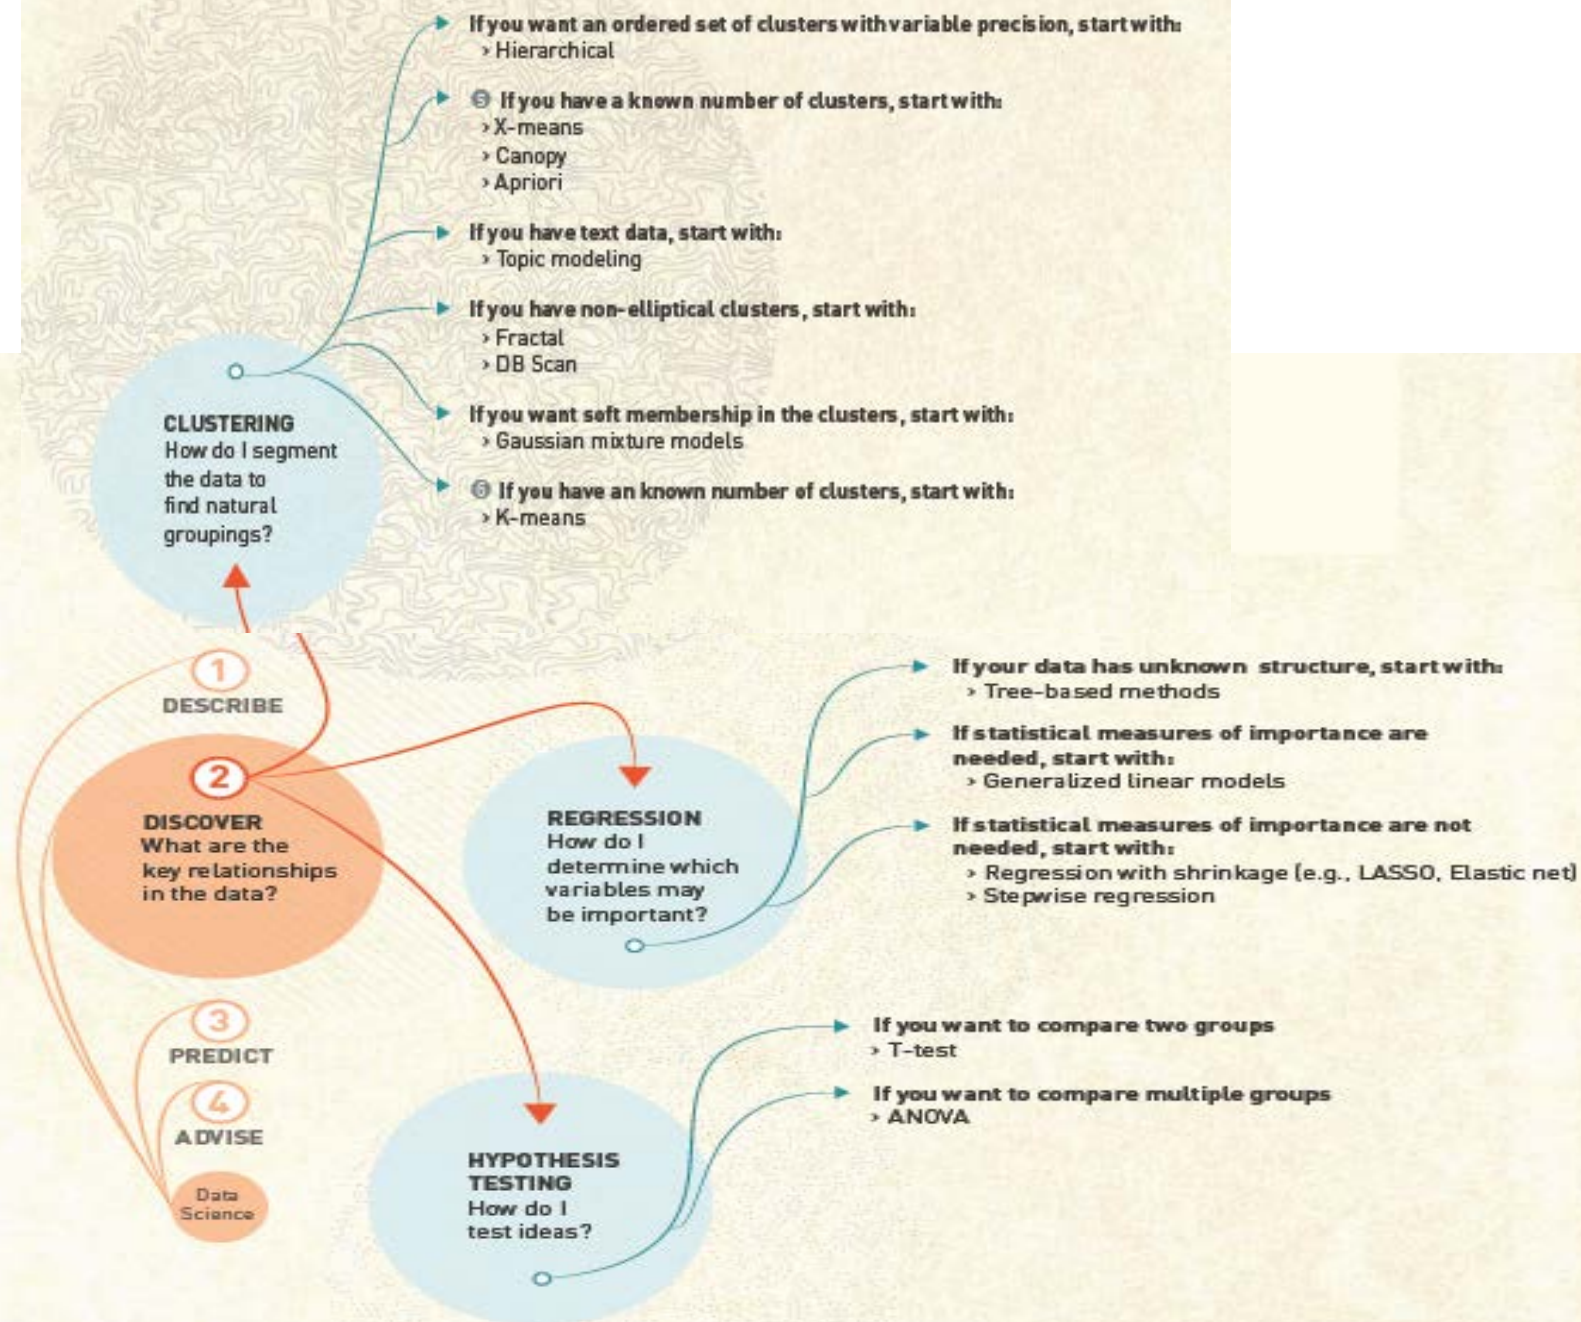 If you want an ordered set of clusters with variable precision, start with:
› Hierarchical
If you have a known number of clusters, start with:
› X-means
› Canopy
› Apriori
If you have text data, start with:
› Topic modeling
If you have non-elliptical clusters, start with:
› Fractal
› DB Scan
If you want soft membership in the clusters, start with:
› Gaussian mixture models
If you have an known number of clusters, start with:
› K-means
CLUSTERING
How do I segment
the data to
find natural
groupings?
1
DESCRIBE
2
DISCOVER
What are the
key relationships
in the data?
3
PREDICT
4
ADVISE
Data
Science
REGRESSION
How do I
determine which
variables may
be important?
If your data has unknown structure, start with:
› Tree-based methods
If statistical measures of importance are
needed, start with:
› Generalized linear models
If statistical measures of importance are not
needed, start with:
› Regression with shrinkage (e.g., LASSO, Elastic net)
› Stepwise regression
HYPOTHESIS
TESTING
How do I
test ideas?
If you want to compare two groups
› T-test
If you want to compare multiple groups
› ANOVA